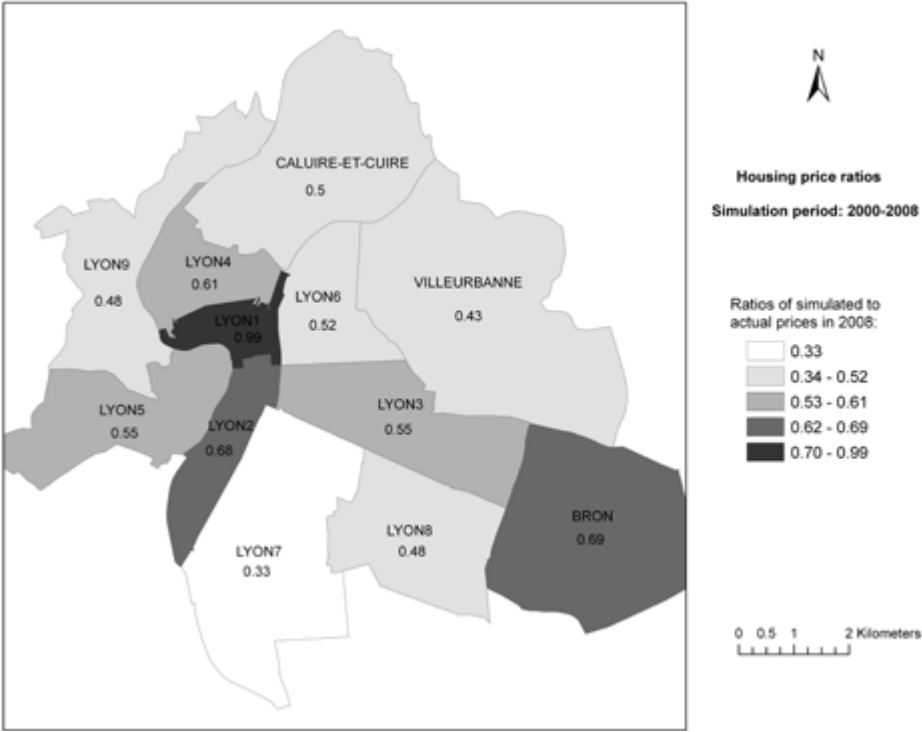 N
Housing price ratios
Simulation period: 2000-2008
CALUIRE-ET-CUIRE
0.5
LYON9
0.48
LYON4
0.61
LYON6
0.52
VILLEURBANNE
0.43
LYON1
0.99
LYON5
0.55
LYON2
0.68
LYON3
0.55
BRON
0.69
LYON8
0.48
LYON7
0.33
Ratios of simulated to
actual prices in 2008:
0.33
0.34 - 0.52
0.53 - 0.61
0.62 - 0.69
0.70 - 0.99
0 0.5 1 2 Kilometers